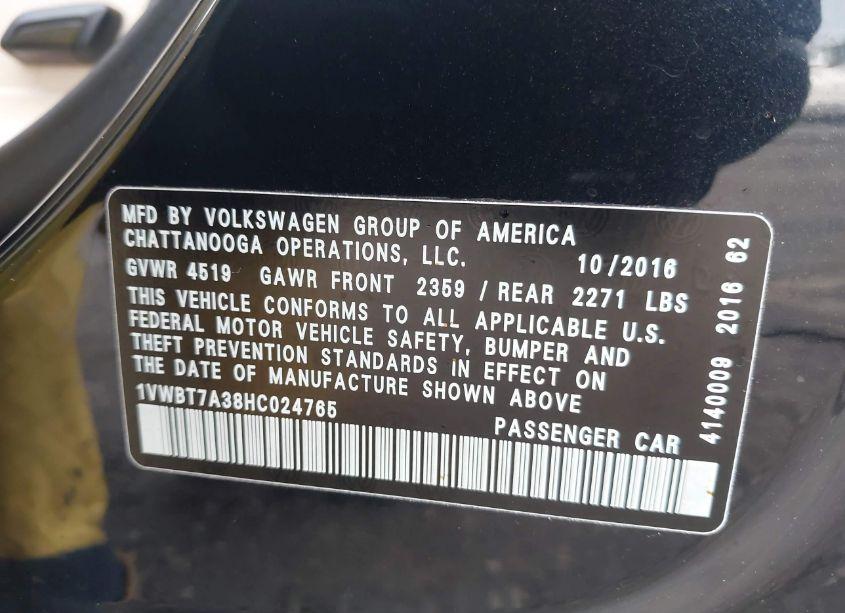 MFD BY VOLKSWAGEN GROUP OF AMERICA
CHATTANOOGA OPERATIONS, LLC. 10/2016
GVWR 4519 GAWR FRONT 2359 / REAR 2271 LBS
THIS VEHICLE CONFORMS TO ALL APPLICABLE U.S.
FEDERAL MOTOR VEHICLE SAFETY, BUMPER AND
THEFT PREVENTION STANDARDS IN EFFECT ON
THE DATE OF MANUFACTURE SHOWN ABOVE
1VWBT7A38HC024765
PASSENGER CAR
4140009 2016 62